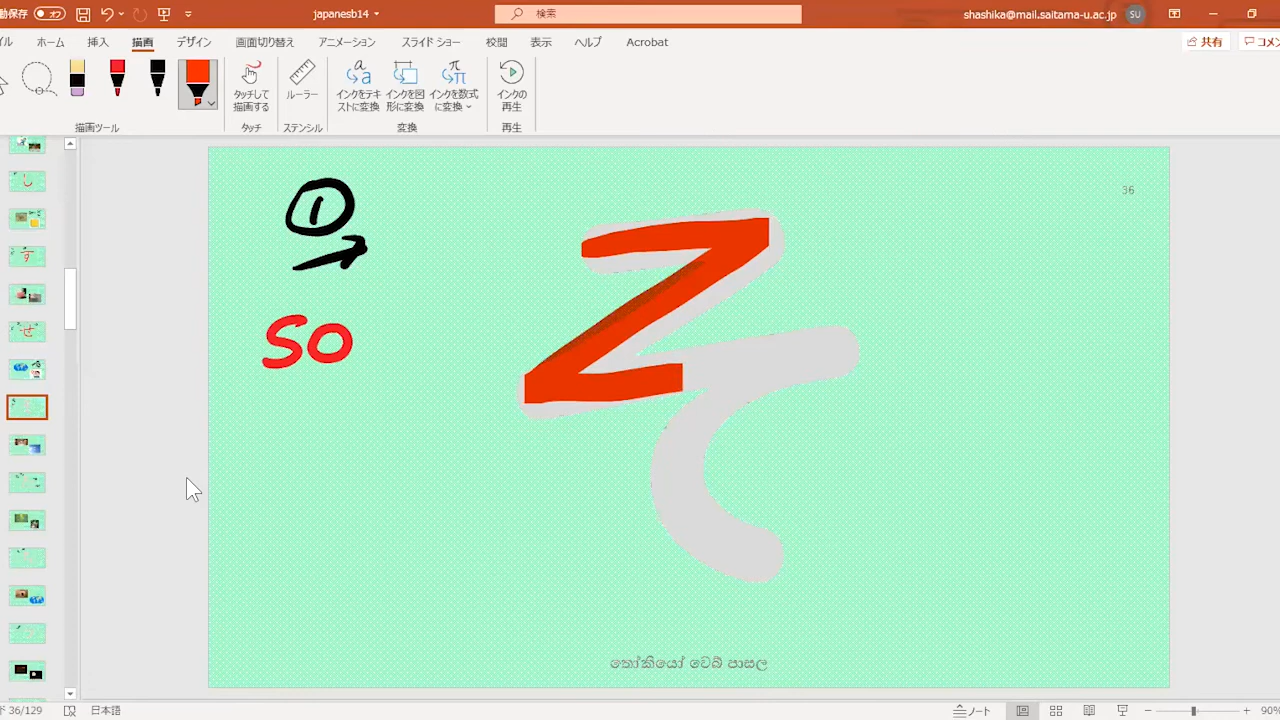 動保存 オフ japanesb14 検索 shashika@mail.saitama-u.ac.jp SU
イル ホーム 挿入 描画 デザイン 画面切り替え アニメーション スライド ショー 校閲 表示 ヘルプ Acrobat 共有 コメン
タッチして
描画する
ルーラー
インクをテキ
ストに変換
インクを図
形に変換
インクを数式
に変換
インクの
再生
描画ツール タッチ ステンシル 変換 再生
36
①
so
そ
තෝකියෝ වෙබ් පාසල
し
す
せ
36/129 日本語 ノート 90%